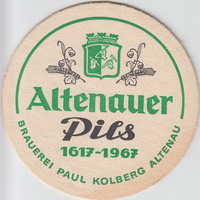 Altenauer
Pils
1617-1967
BRAUEREI PAUL KOLBERG ALTENAU